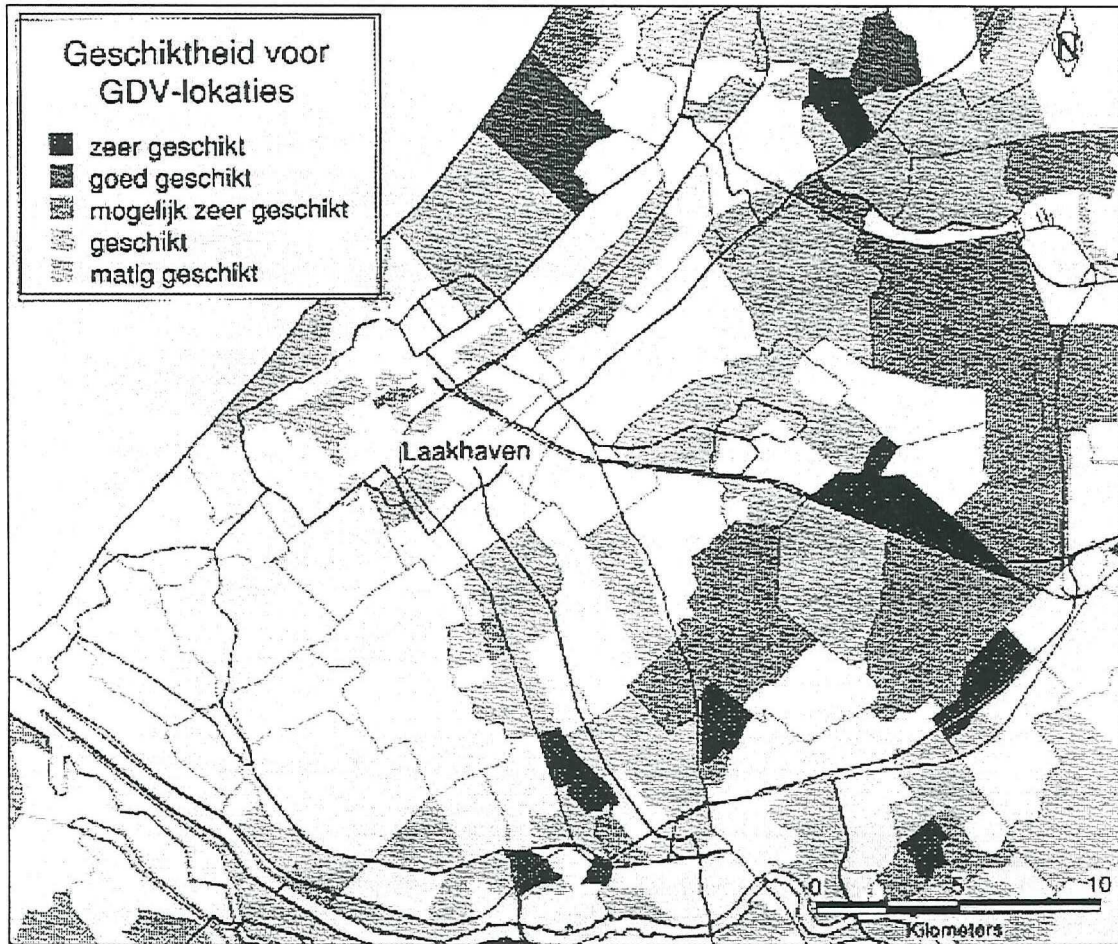 Geschiktheid voor
GDV-lokaties
zeer geschikt
goed geschikt
mogelijk zeer geschikt
geschikt
matig geschikt
N
Laakhaven
0 5 10
Kilometers